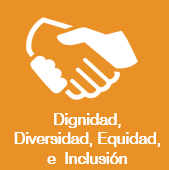 Dignidad,
Diversidad, Equidad,
e Inclusión